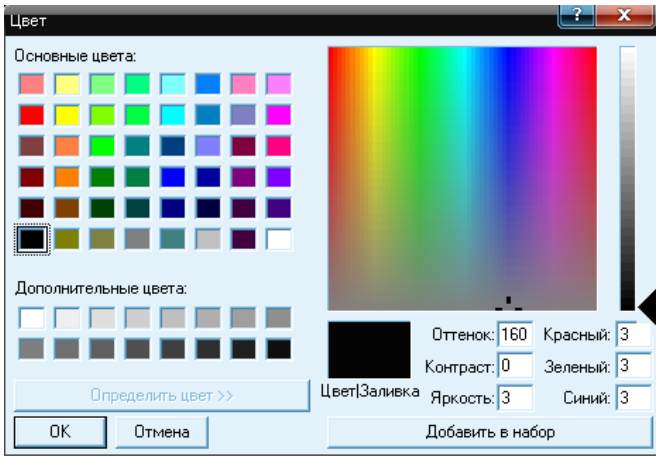 Цвет
Основные цвета:
Дополнительные цвета:
Определить цвет >>
OK
Отмена
Цвет|Заливка
Оттенок: 160
Контраст: 0
Яркость: 3
Красный: 3
Зеленый: 3
Синий: 3
Добавить в набор